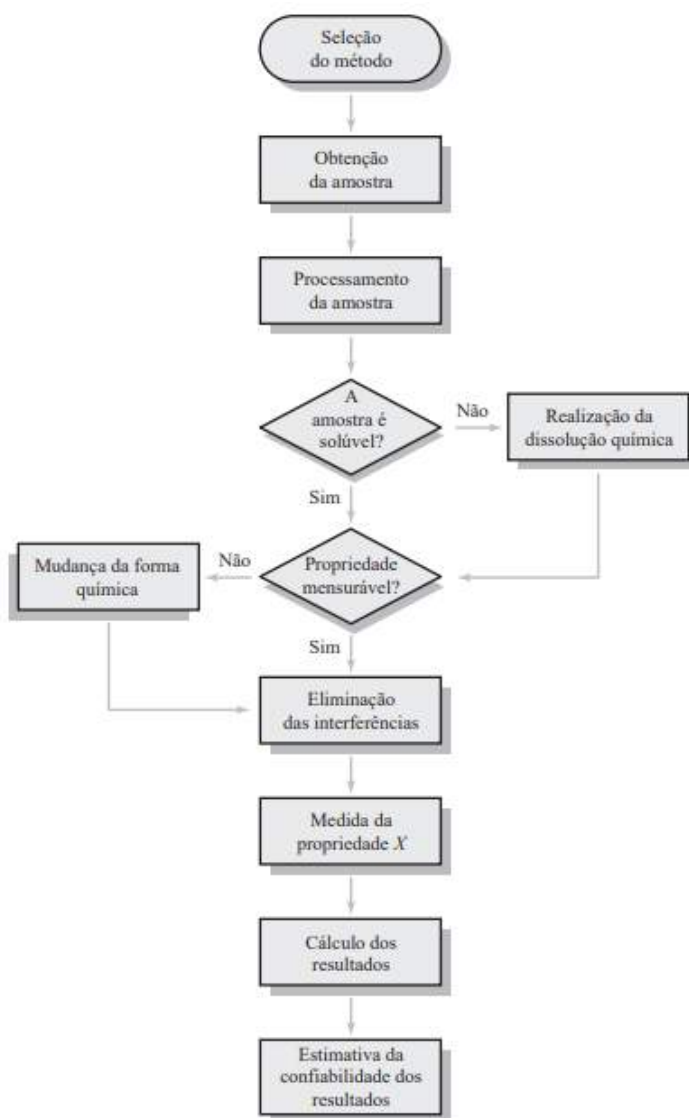 Seleção
do método
Obtenção
da amostra
Processamento
da amostra
A
amostra é
solúvel?
Não
Realização da
dissolução química
Sim
Mudança da forma
química
Não
Propriedade
mensurável?
Sim
Eliminação
das interferências
Medida da
propriedade X
Cálculo dos
resultados
Estimativa da
confiabilidade dos
resultados